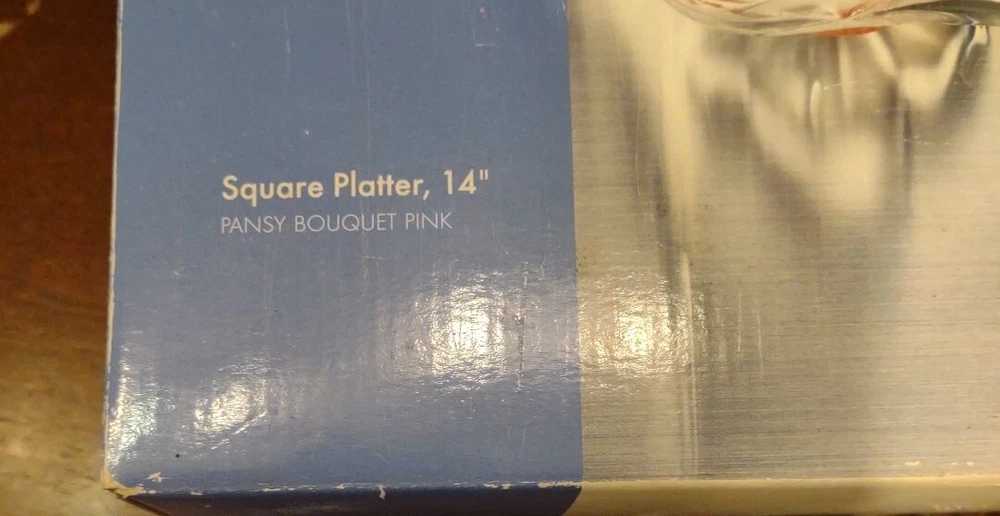 Square Platter, 14"
PANSY BOUQUET PINK